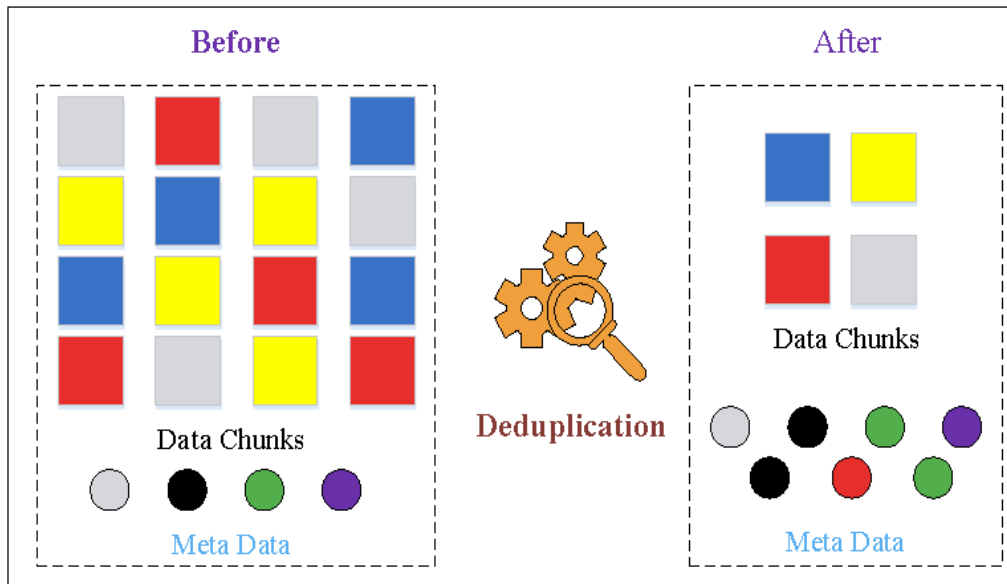 Before
After
Data Chunks
Deduplication
Meta Data
Data Chunks
Meta Data